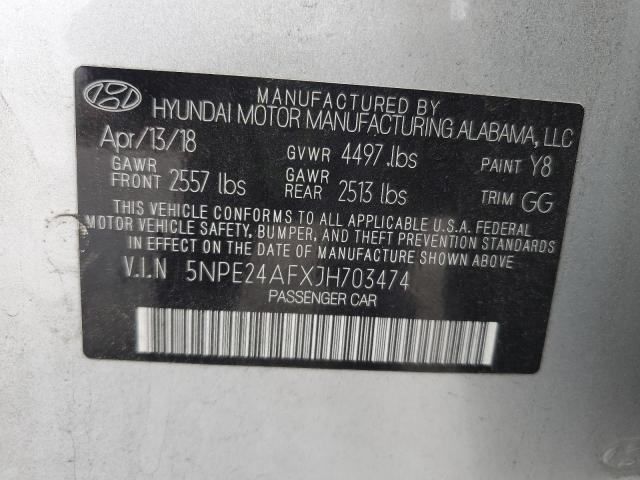 MANUFACTURED BY
HYUNDAI MOTOR MANUFACTURING ALABAMA, LLC
Apr/13/18 GVWR 4497.lbs PAINT Y8
GAWR FRONT 2557 lbs GAWR REAR 2513 lbs TRIM GG
THIS VEHICLE CONFORMS TO ALL APPLICABLE U.S.A. FEDERAL
MOTOR VEHICLE SAFETY, BUMPER, AND THEFT PREVENTION STANDARDS
IN EFFECT ON THE DATE OF MANUFACTURE SHOWN ABOVE.
V.I.N 5NPE24AFXJH703474
PASSENGER CAR